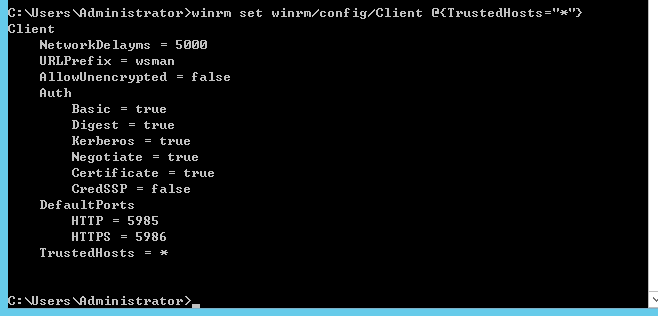 C:\Users\Administrator>winrm set winrm/config/Client @{TrustedHosts="*"}
Client
    NetworkDelayms = 5000
    URLPrefix = wsman
    AllowUnencrypted = false
    Auth
        Basic = true
        Digest = true
        Kerberos = true
        Negotiate = true
        Certificate = true
        CredSSP = false
    DefaultPorts
        HTTP = 5985
        HTTPS = 5986
    TrustedHosts = *
C:\Users\Administrator>_